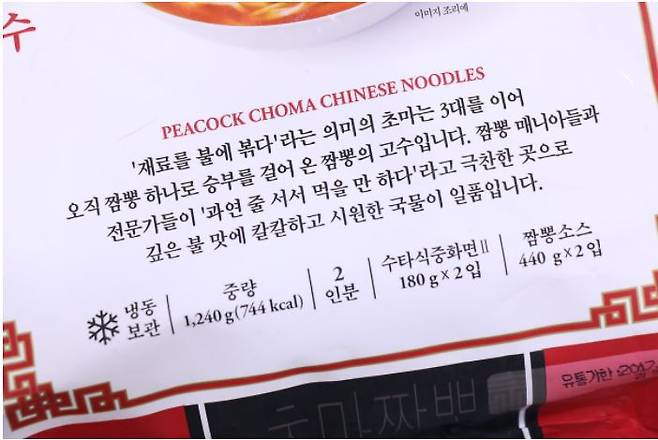 수
이미지 조리예
PEACOCK CHOMA CHINESE NOODLES
'재료를 불에 볶다'라는 의미의 초마는 3대를 이어
오직 짬뽕 하나로 승부를 걸어 온 짬뽕의 고수입니다. 짬뽕 매니아들과
전문가들이 '과연 줄 서서 먹을 만 하다'라고 극찬한 곳으로
깊은 불 맛에 칼칼하고 시원한 국물이 일품입니다.
냉동
보관
중량
1,240 g(744 kcal)
2
인분
수타식중화면Ⅱ
180 g×2입
짬뽕소스
440 g×2입
유통기한
초마짬뽕